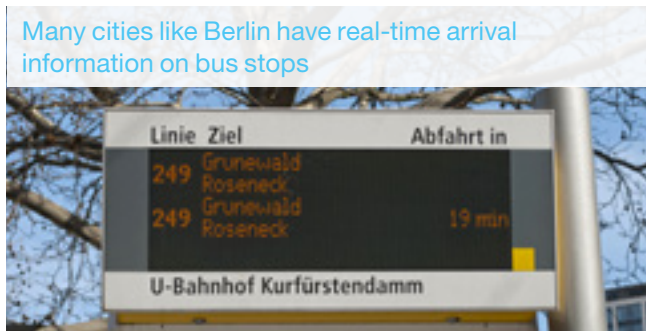 Many cities like Berlin have real-time arrival
information on bus stops
Linie Ziel Abfahrt in
249 Grunewald
Roseneck
249 Grunewald 19 min
Roseneck
U-Bahnhof Kurfürstendamm